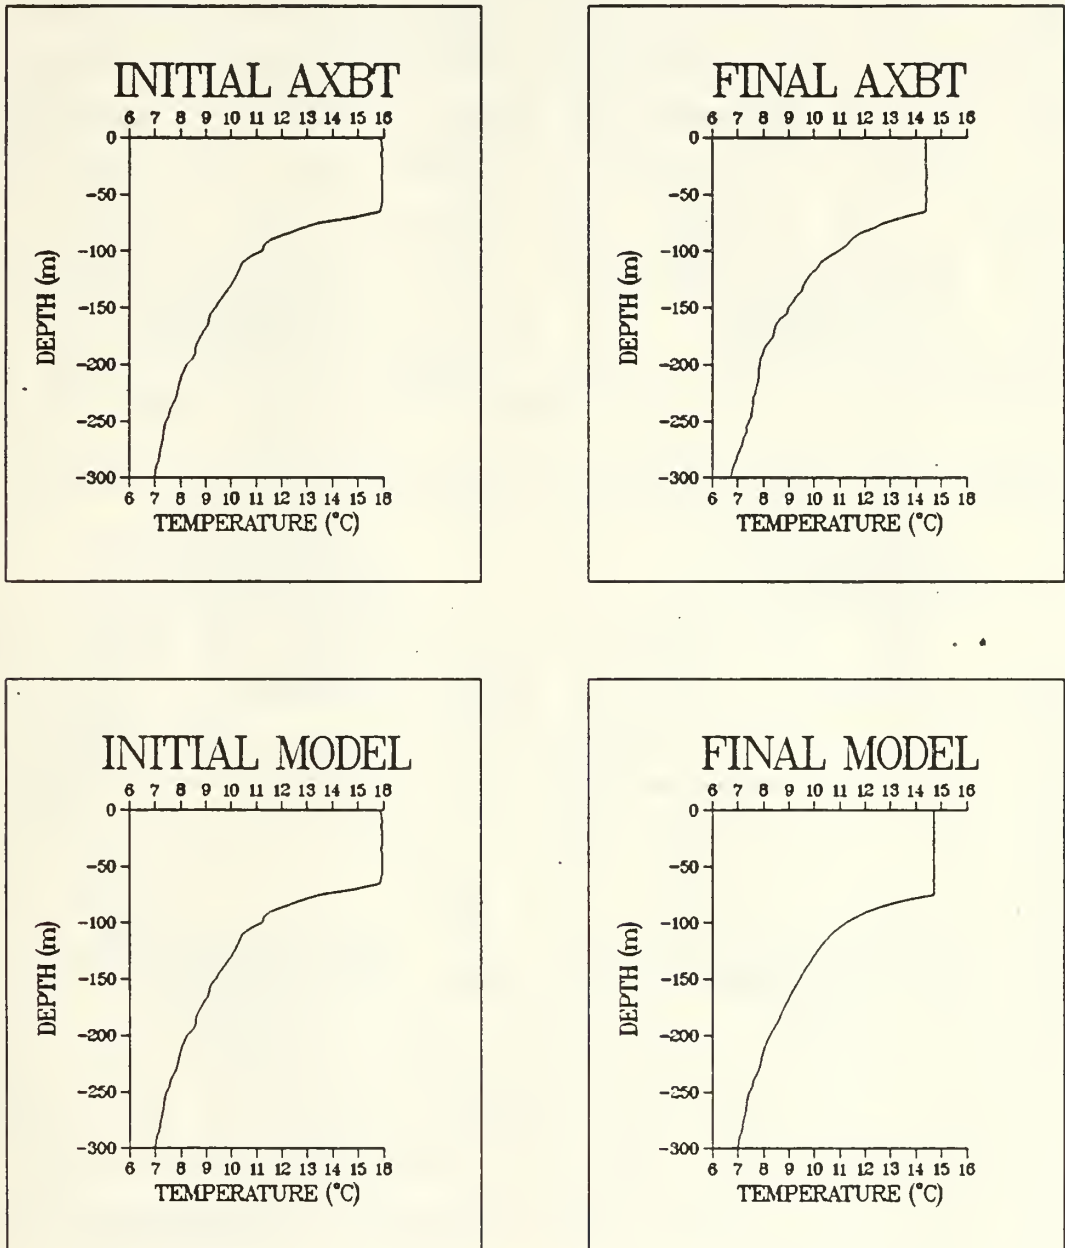 INITIAL AXBT
6 7 8 9 10 11 12 13 14 15 16
0
-50
-100
-150
-200
-250
-300
DEPTH (m)
6 7 8 9 10 11 12 13 14 15 16
TEMPERATURE (°C)
FINAL AXBT
6 7 8 9 10 11 12 13 14 15 16
0
-50
-100
-150
-200
-250
-300
DEPTH (m)
6 7 8 9 10 11 12 13 14 15 16
TEMPERATURE (°C)
INITIAL MODEL
6 7 8 9 10 11 12 13 14 15 16
0
-50
-100
-150
-200
-250
-300
DEPTH (m)
6 7 8 9 10 11 12 13 14 15 16
TEMPERATURE (°C)
FINAL MODEL
6 7 8 9 10 11 12 13 14 15 16
0
-50
-100
-150
-200
-250
-300
DEPTH (m)
6 7 8 9 10 11 12 13 14 15 16
TEMPERATURE (°C)